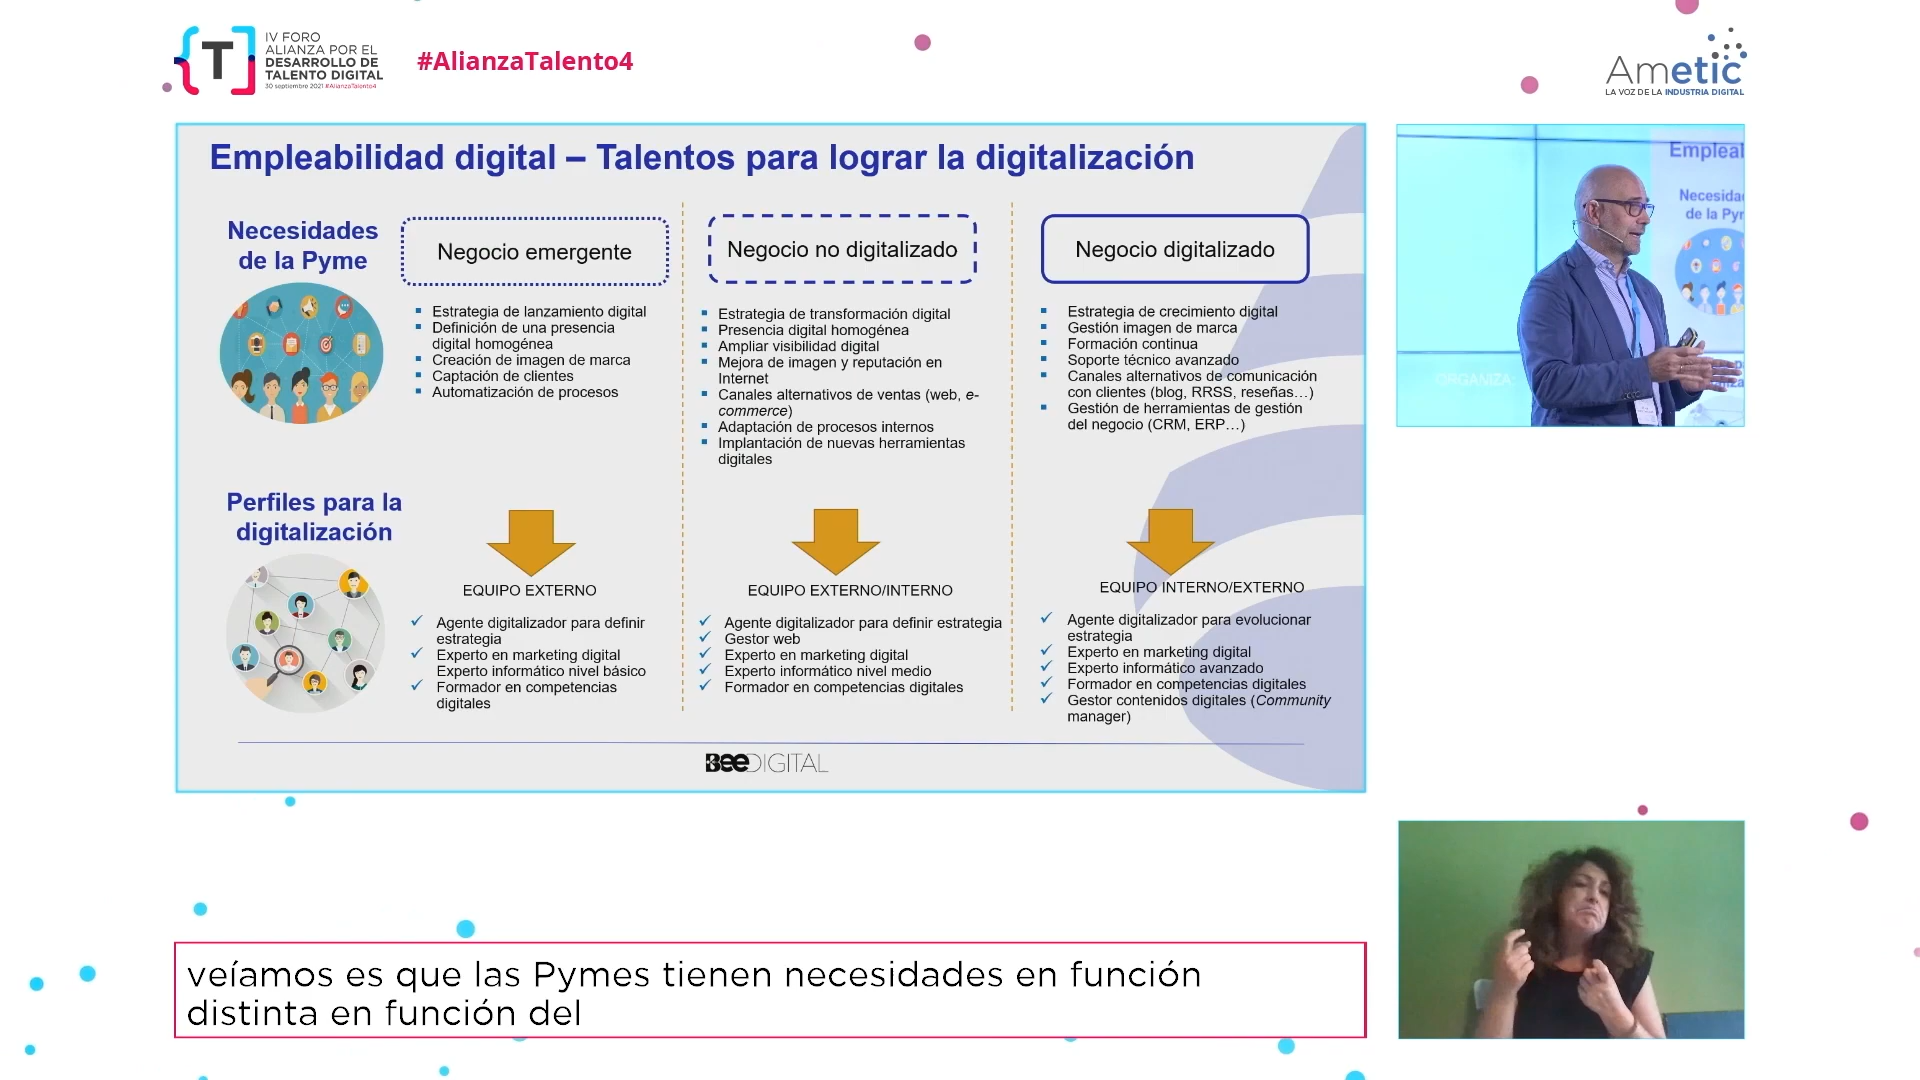 IV FORO
ALIANZA POR EL
DESARROLLO DE
TALENTO DIGITAL
30 septiembre 2021 #AlianzaTalento4
{T}
#AlianzaTalento4
Ametic
LA VOZ DE LA INDUSTRIA DIGITAL
Empleabilidad digital – Talentos para lograr la digitalización
Necesidades
de la Pyme
Negocio emergente
Estrategia de lanzamiento digital
Definición de una presencia
digital homogénea
Creación de imagen de marca
Captación de clientes
Automatización de procesos
Negocio no digitalizado
Estrategia de transformación digital
Presencia digital homogénea
Ampliar visibilidad digital
Mejora de imagen y reputación en
Internet
Canales alternativos de ventas (web, e-
commerce)
Adaptación de procesos internos
Implantación de nuevas herramientas
digitales
Negocio digitalizado
Estrategia de crecimiento digital
Gestión imagen de marca
Formación continua
Soporte técnico avanzado
Canales alternativos de comunicación
con clientes (blog, RRSS, reseñas…)
Gestión de herramientas de gestión
del negocio (CRM, ERP…)
Perfiles para la
digitalización
EQUIPO EXTERNO
Agente digitalizador para definir
estrategia
Experto en marketing digital
Experto informático nivel básico
Formador en competencias
digitales
EQUIPO EXTERNO/INTERNO
Agente digitalizador para definir estrategia
Gestor web
Experto en marketing digital
Experto informático nivel medio
Formador en competencias digitales
EQUIPO INTERNO/EXTERNO
Agente digitalizador para evolucionar
estrategia
Experto en marketing digital
Experto informático avanzado
Formador en competencias digitales
Gestor contenidos digitales (Community
manager)
BeeDIGITAL
Empleal
Necesidad
de la Pyr
ORGANIZA:
veíamos es que las Pymes tienen necesidades en función
distinta en función del